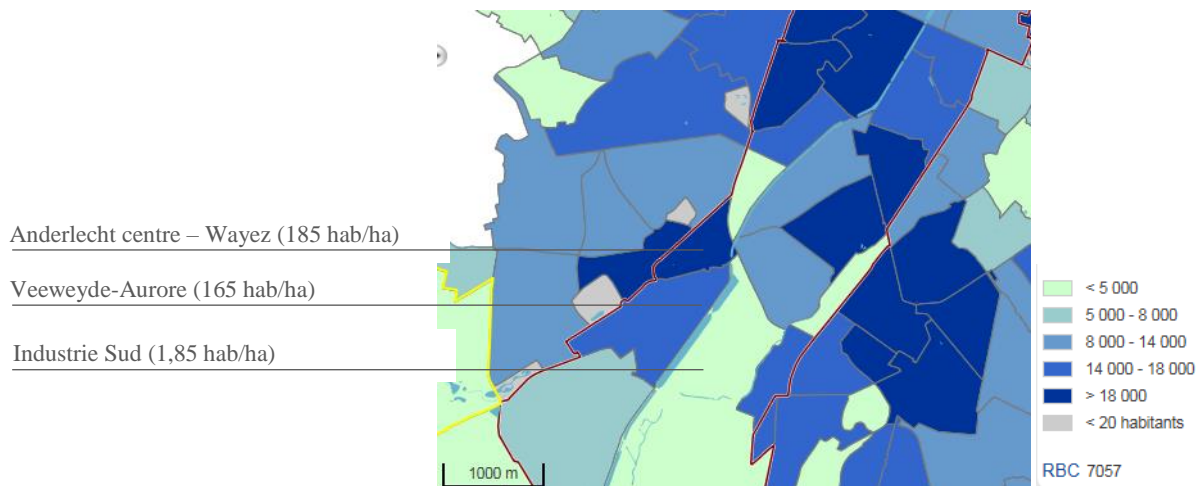 Anderlecht centre – Wayez (185 hab/ha)
Veeweyde-Aurore (165 hab/ha)
Industrie Sud (1,85 hab/ha)
1000 m
< 5 000
5 000 - 8 000
8 000 - 14 000
14 000 - 18 000
> 18 000
< 20 habitants
RBC 7057